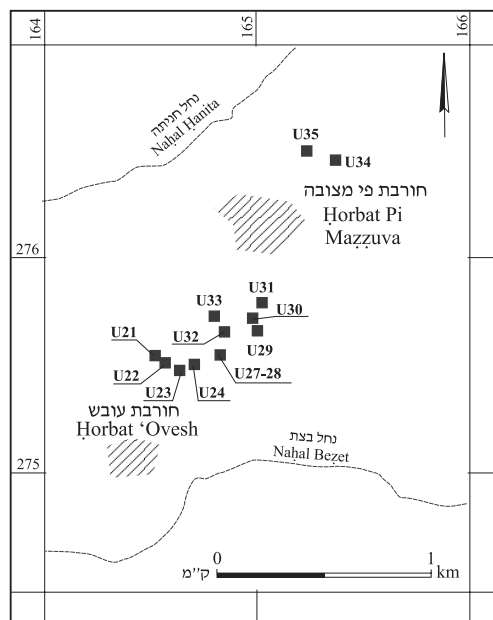 164
165
166
נחל חניתה
Naḥal Ḥanita
U35
U34
חורבת פי מצובה
Ḥorbat Pi
Maẓẓuva
276
U31
U33
U30
U32
U29
U21
U27-28
U22
U24
U23
חורבת עובש
Ḥorbat ‘Ovesh
נחל בצת
Naḥal Beẓet
275
0
1
ק''מ
km